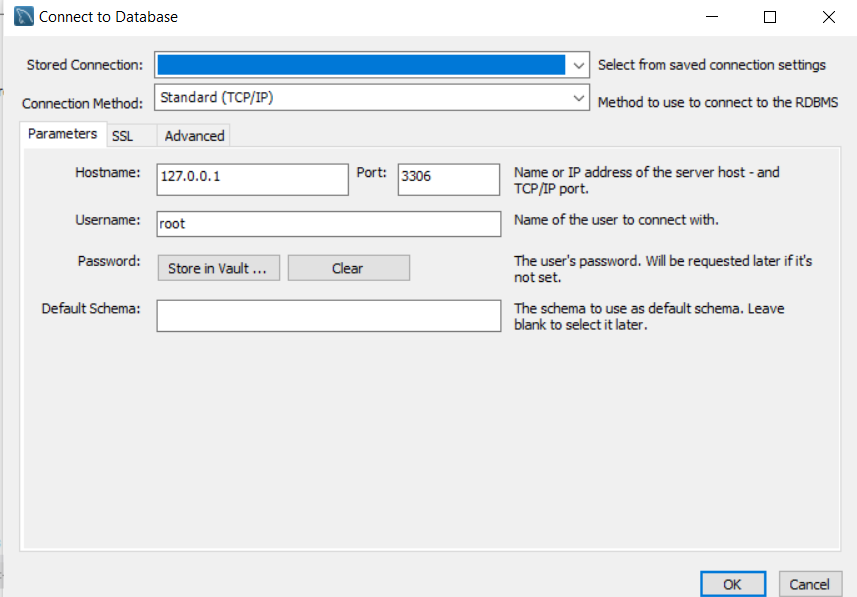 Connect to Database
Stored Connection:
Select from saved connection settings
Connection Method: Standard (TCP/IP)
Method to use to connect to the RDBMS
Parameters SSL Advanced
Hostname: 127.0.0.1 Port: 3306
Name or IP address of the server host - and
TCP/IP port.
Username: root
Name of the user to connect with.
Password: Store in Vault ... Clear
The user's password. Will be requested later if it's
not set.
Default Schema:
The schema to use as default schema. Leave
blank to select it later.
OK Cancel